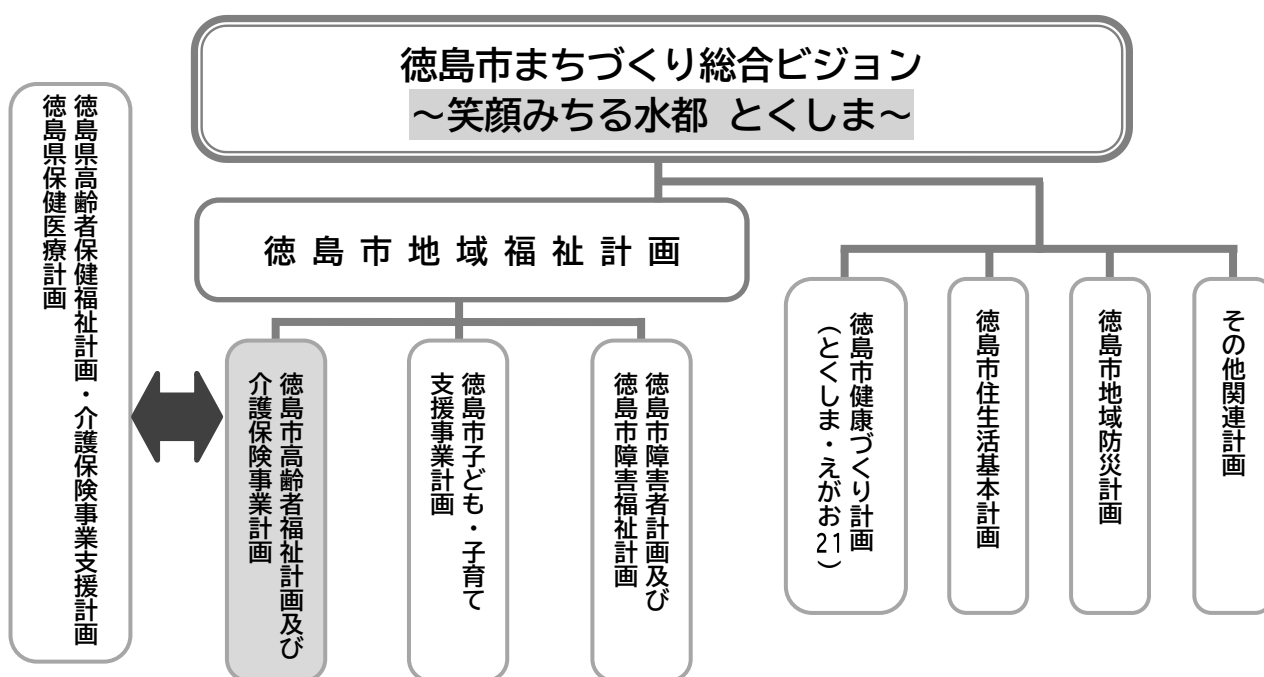 徳島市まちづくり総合ビジョン
～笑顔みちる水都 とくしま～
徳島県高齢者保健福祉計画・介護保険事業支援計画
徳島県保健医療計画
徳島市地域福祉計画
徳島市高齢者福祉計画及び
介護保険事業計画
徳島市子ども・子育て
支援事業計画
徳島市障害者計画及び
徳島市障害福祉計画
徳島市健康づくり計画
（とくしま・えがお21）
徳島市住生活基本計画
徳島市地域防災計画
その他関連計画